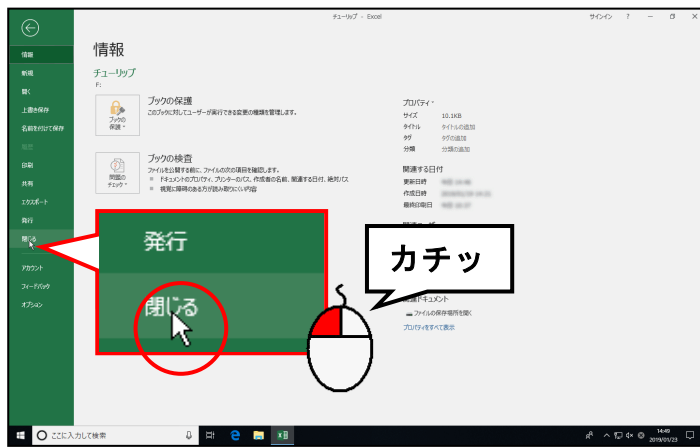 チューリップ - Excel
サインイン ? － X
情報
情報
新規
開く
上書き保存
名前を付けて保存
履歴
印刷
共有
エクスポート
発行
閉じる
アカウント
フィードバック
オプション
チューリップ
F:
ブックの保護
ブックの保護
このブックに対してユーザーが実行できる変更の種類を管理します。
ブックの検査
問題のチェック
ファイルを公開する前に、ファイルの次の項目を確認します。
ドキュメントのプロパティ、プリンターのパス、作成者の名前、関連する日付、絶対パス
視覚に障碍のある方が読み取りにくい内容
プロパティ
サイズ 10.1KB
タイトル タイトルの追加
タグ タグの追加
分類 分類の追加
関連する日付
更新日時
作成日時
最終印刷日
発行
閉じる
カチッ
関連ドキュメント
ファイルの保存場所を開く
プロパティをすべて表示
ここに入力して検索
14:49
2019/01/23